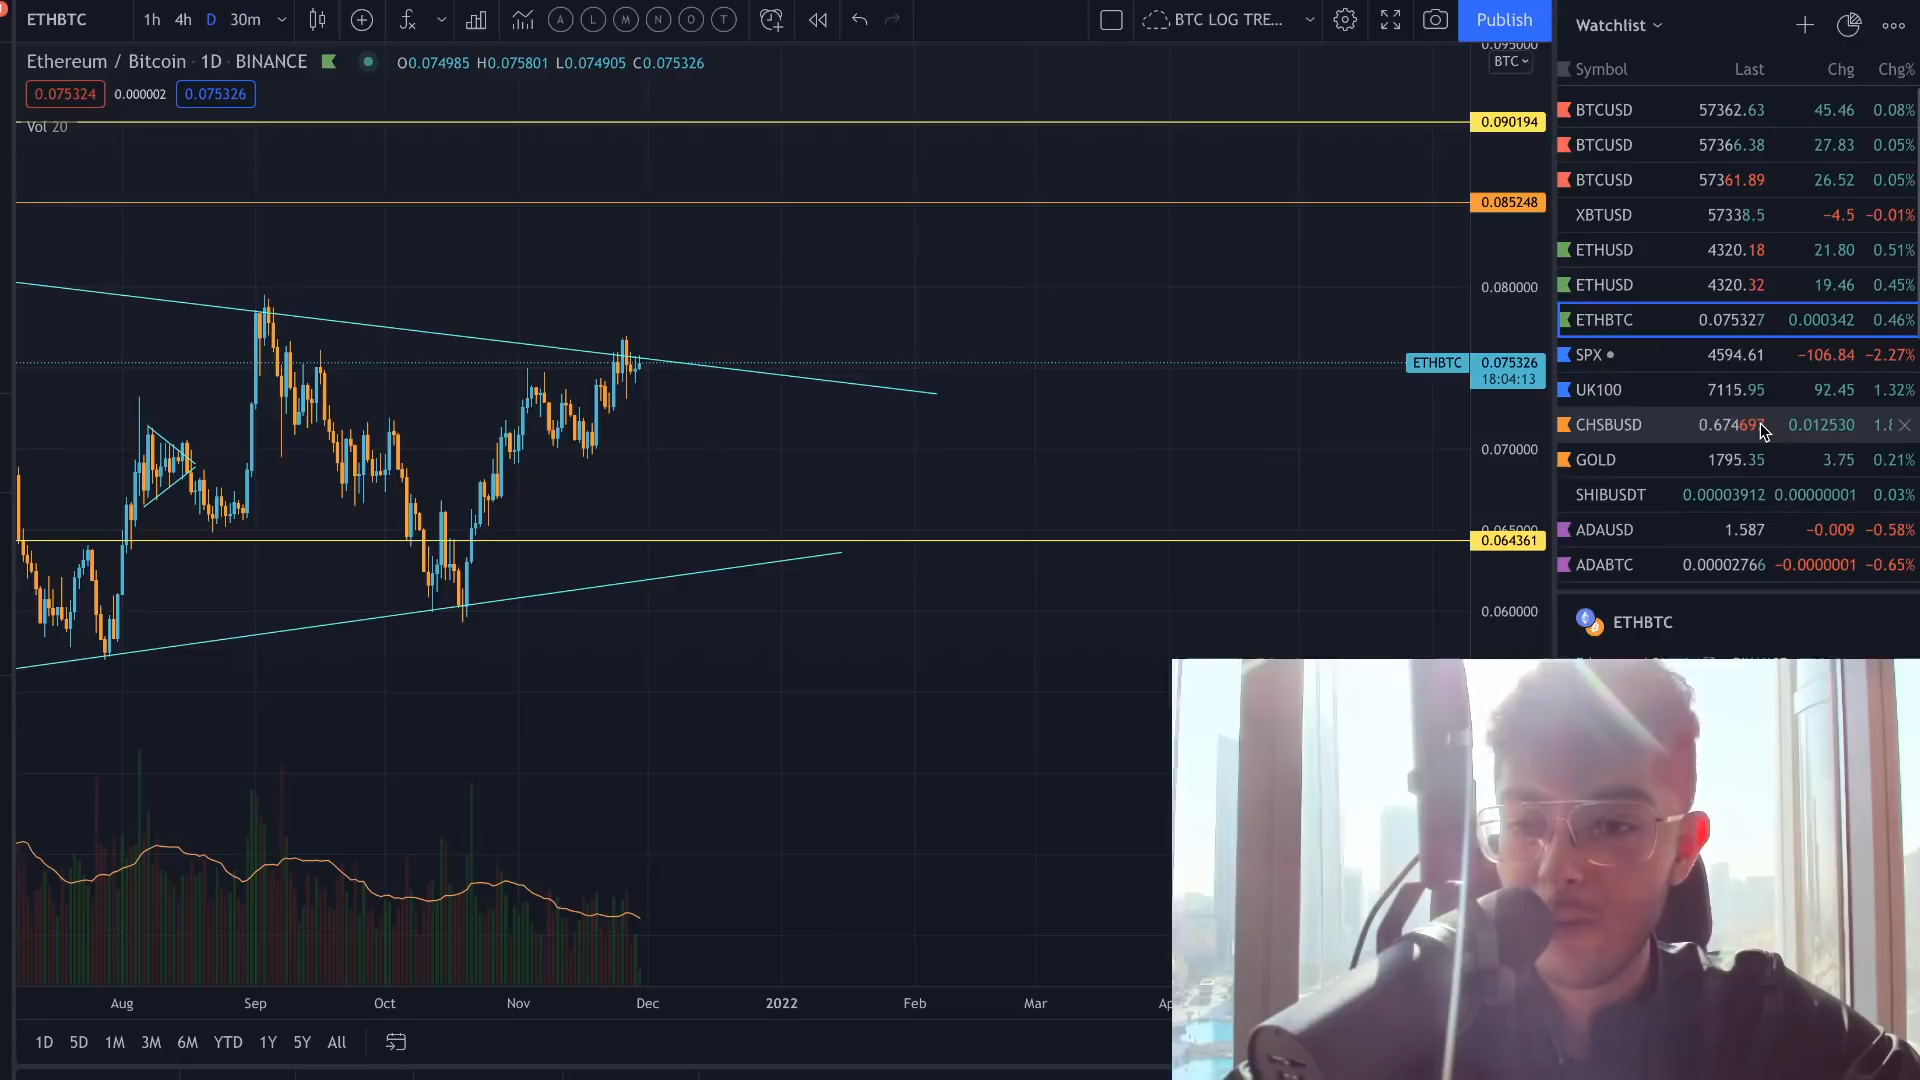 ETHBTC 1h 4h D 30m A L M N O T BTC LOG TRE... Publish
Ethereum / Bitcoin · 1D · BINANCE O0.074985 H0.075801 L0.074905 C0.075326
0.075324 0.000002 0.075326
Vol 20
0.095000
BTC
0.090194
0.085248
0.080000
ETHBTC 0.075326
18:04:13
0.070000
0.065000
0.064361
0.060000
Aug Sep Oct Nov Dec 2022 Feb Mar Ap
1D 5D 1M 3M 6M YTD 1Y 5Y All
Watchlist
Symbol Last Chg Chg%
BTCUSD 57362.63 45.46 0.08%
BTCUSD 57366.38 27.83 0.05%
BTCUSD 57361.89 26.52 0.05%
XBTUSD 57338.5 −4.5 −0.01%
ETHUSD 4320.18 21.80 0.51%
ETHUSD 4320.32 19.46 0.45%
ETHBTC 0.075327 0.000342 0.46%
SPX 4594.61 −106.84 −2.27%
UK100 7115.95 92.45 1.32%
CHSBUSD 0.674697 0.012530 1.8
GOLD 1795.35 3.75 0.21%
SHIBUSDT 0.00003912 0.00000001 0.03%
ADAUSD 1.587 −0.009 −0.58%
ADABTC 0.00002766 −0.0000001 −0.65%
ETHBTC